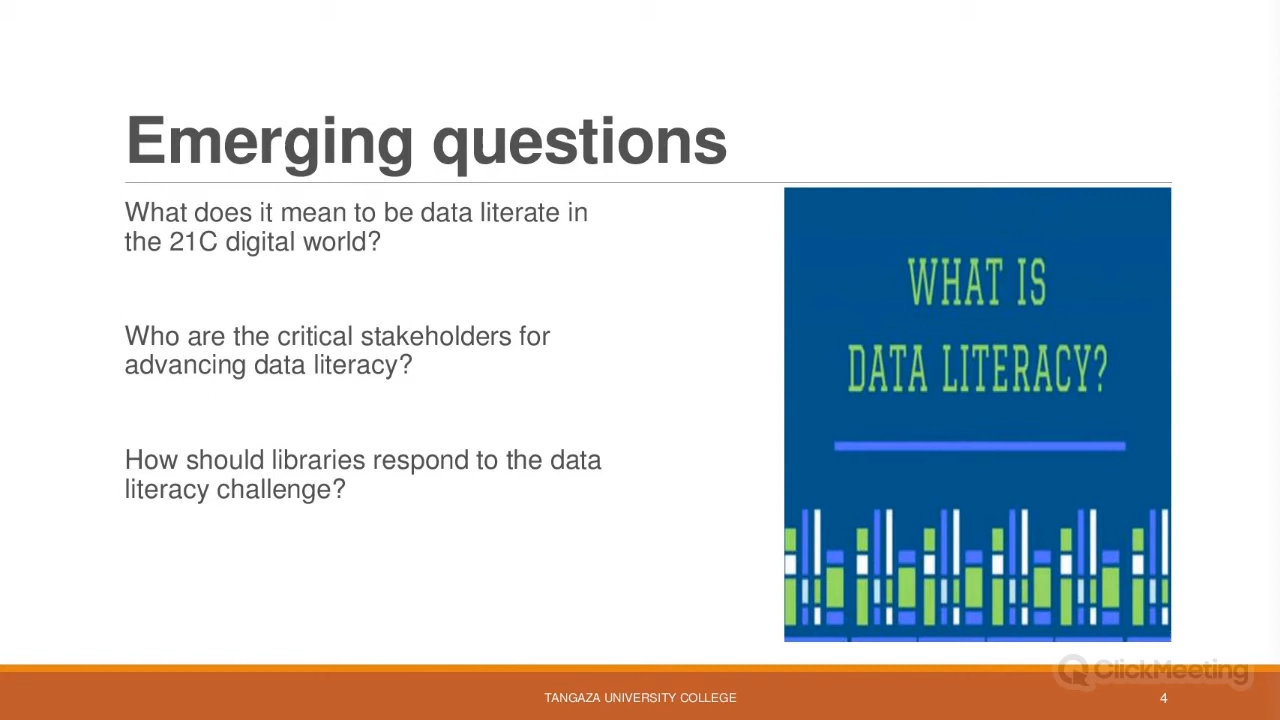 Emerging questions
What does it mean to be data literate in
the 21C digital world?
Who are the critical stakeholders for
advancing data literacy?
How should libraries respond to the data
literacy challenge?
WHAT IS
DATA LITERACY?
ClickMeeting
TANGAZA UNIVERSITY COLLEGE
4